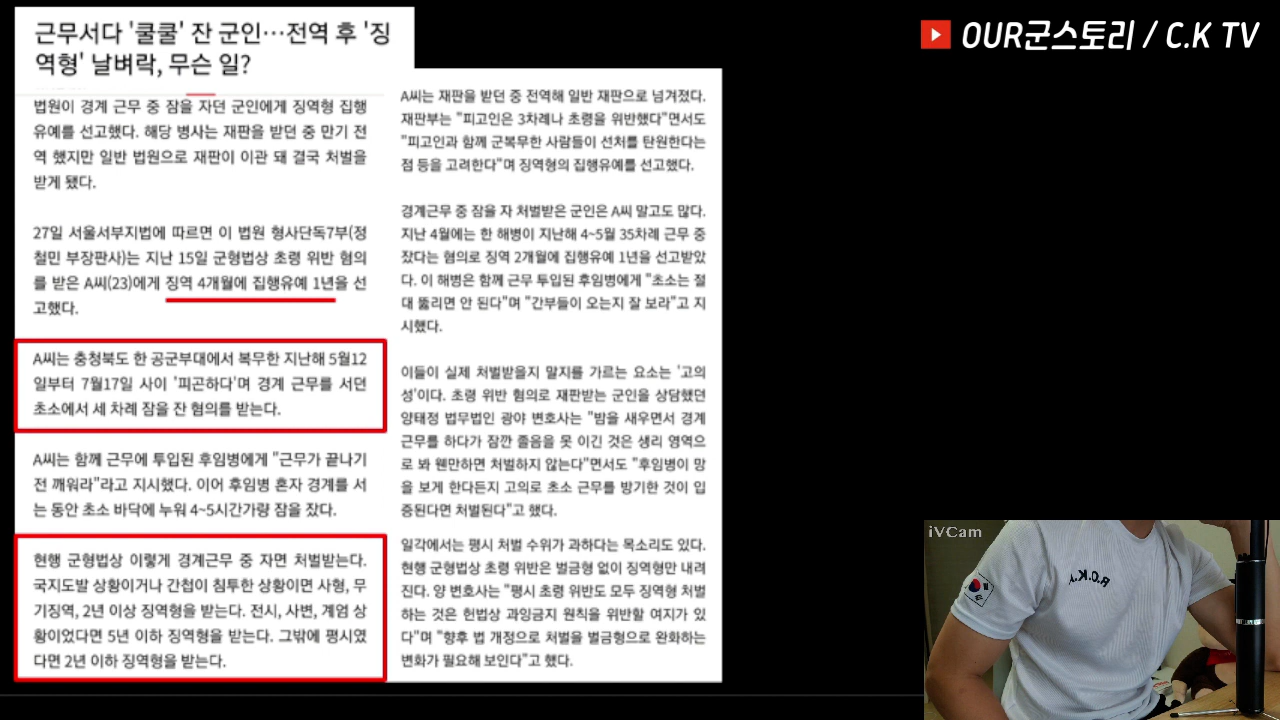 근무서다 '쿨쿨' 잔 군인…전역 후 '징
역형' 날벼락, 무슨 일?
법원이 경계 근무 중 잠을 자던 군인에게 징역형 집행
유예를 선고했다. 해당 병사는 재판을 받던 중 만기 전
역 했지만 일반 법원으로 재판이 이관 돼 결국 처벌을
받게 됐다.
27일 서울서부지법에 따르면 이 법원 형사단독7부(정
철민 부장판사)는 지난 15일 군형법상 초령 위반 혐의
를 받은 A씨(23)에게 징역 4개월에 집행유예 1년을 선
고했다.
A씨는 충청북도 한 공군부대에서 복무한 지난해 5월12
일부터 7월17일 사이 '피곤하다'며 경계 근무를 서던
초소에서 세 차례 잠을 잔 혐의를 받는다.
A씨는 함께 근무에 투입된 후임병에게 "근무가 끝나기
전 깨워라"라고 지시했다. 이어 후임병 혼자 경계를 서
는 동안 초소 바닥에 누워 4~5시간가량 잠을 잤다.
현행 군형법상 이렇게 경계근무 중 자면 처벌받는다.
국지도발 상황이거나 간첩이 침투한 상황이면 사형, 무
기징역, 2년 이상 징역형을 받는다. 전시, 사변, 계엄 상
황이었다면 5년 이하 징역형을 받는다. 그밖에 평시였
다면 2년 이하 징역형을 받는다.
A씨는 재판을 받던 중 전역해 일반 재판으로 넘겨졌다.
재판부는 "피고인은 3차례나 초령을 위반했다"면서도
"피고인과 함께 군복무한 사람들이 선처를 탄원한다는
점 등을 고려한다"며 징역형의 집행유예를 선고했다.
경계근무 중 잠을 자 처벌받은 군인은 A씨 말고도 많다.
지난 4월에는 한 해병이 지난해 4~5월 35차례 근무 중
잤다는 혐의로 징역 2개월에 집행유예 1년을 선고받았
다. 이 해병은 함께 근무 투입된 후임병에게 "초소는 절
대 뚫리면 안 된다"며 "간부들이 오는지 잘 보라"고 지
시했다.
이들이 실제 처벌받을지 말지를 가르는 요소는 '고의
성'이다. 초령 위반 혐의로 재판받는 군인을 상담했던
양태정 법무법인 광야 변호사는 "밤을 새우면서 경계
근무를 하다가 잠깐 졸음을 못 이긴 것은 생리 영역으
로 봐 웬만하면 처벌하지 않는다"면서도 "후임병이 망
을 보게 한다든지 고의로 초소 근무를 방기한 것이 입
증된다면 처벌된다"고 했다.
일각에서는 평시 처벌 수위가 과하다는 목소리도 있다.
현행 군형법상 초령 위반은 벌금형 없이 징역형만 내려
진다. 양 변호사는 "평시 초령 위반도 모두 징역형 처벌
하는 것은 헌법상 과잉금지 원칙을 위반할 여지가 있
다"며 "향후 법 개정으로 처벌을 벌금형으로 완화하는
변화가 필요해 보인다"고 했다.
OUR군스토리 / C.K TV
iVCam
R.O.K.A